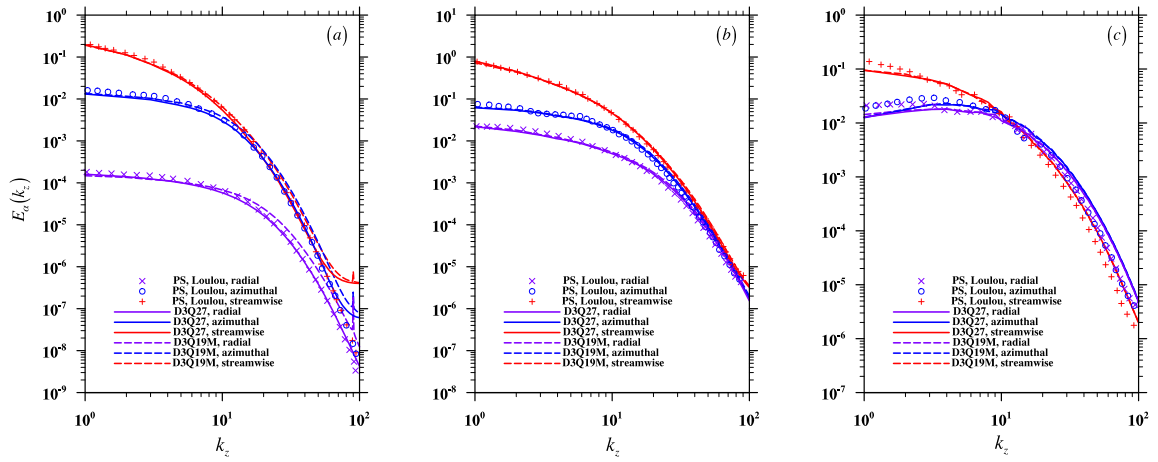 10^0
10^-1
10^-2
10^-3
10^-4
10^-5
10^-6
10^-7
10^-8
10^-9
E_α(k_z)
(a)
PS, Loulou, radial
PS, Loulou, azimuthal
PS, Loulou, streamwise
D3Q27, radial
D3Q27, azimuthal
D3Q27, streamwise
D3Q19M, radial
D3Q19M, azimuthal
D3Q19M, streamwise
10^0 10^1 10^2
k_z
10^1
10^0
10^-1
10^-2
10^-3
10^-4
10^-5
10^-6
10^-7
10^-8
(b)
PS, Loulou, radial
PS, Loulou, azimuthal
PS, Loulou, streamwise
D3Q27, radial
D3Q27, azimuthal
D3Q27, streamwise
D3Q19M, radial
D3Q19M, azimuthal
D3Q19M, streamwise
10^0 10^1 10^2
k_z
10^0
10^-1
10^-2
10^-3
10^-4
10^-5
10^-6
10^-7
(c)
PS, Loulou, radial
PS, Loulou, azimuthal
PS, Loulou, streamwise
D3Q27, radial
D3Q27, azimuthal
D3Q27, streamwise
D3Q19M, radial
D3Q19M, azimuthal
D3Q19M, streamwise
10^0 10^1 10^2
k_z